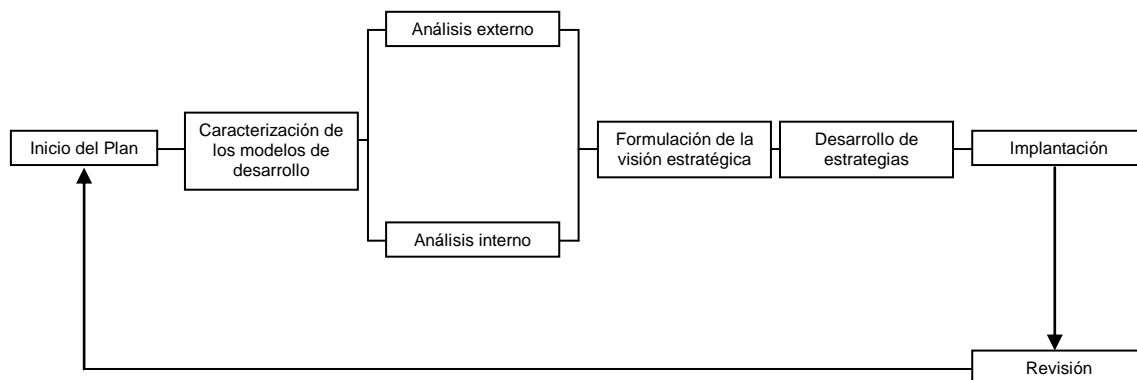 Análisis externo
Inicio del Plan
Caracterización de
los modelos de
desarrollo
Formulación de la
visión estratégica
Desarrollo de
estrategias
Implantación
Análisis interno
Revisión